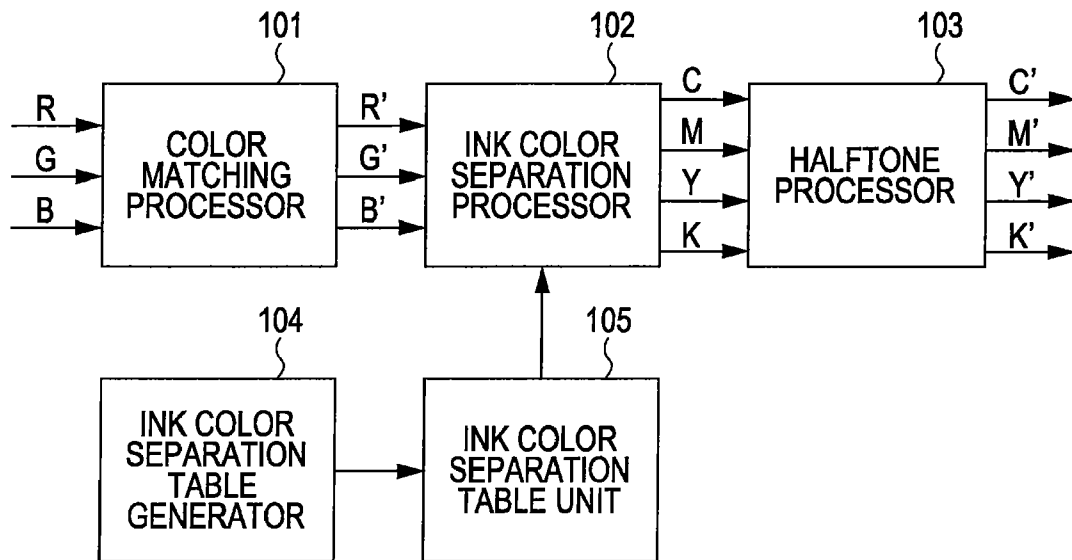 101
102
103
R
G
B
COLOR
MATCHING
PROCESSOR
R’
G’
B’
INK COLOR
SEPARATION
PROCESSOR
C
M
Y
K
HALFTONE
PROCESSOR
C’
M’
Y’
K’
104
105
INK COLOR
SEPARATION
TABLE
GENERATOR
INK COLOR
SEPARATION
TABLE UNIT